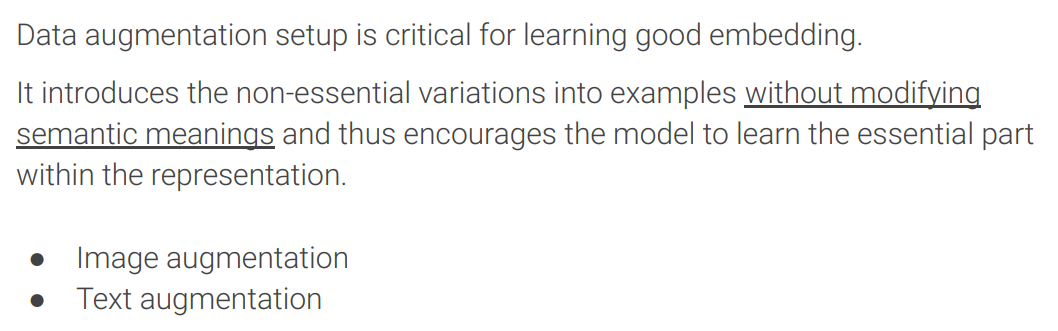 Data augmentation setup is critical for learning good embedding.
It introduces the non-essential variations into examples without modifying
semantic meanings and thus encourages the model to learn the essential part
within the representation.
● Image augmentation
● Text augmentation